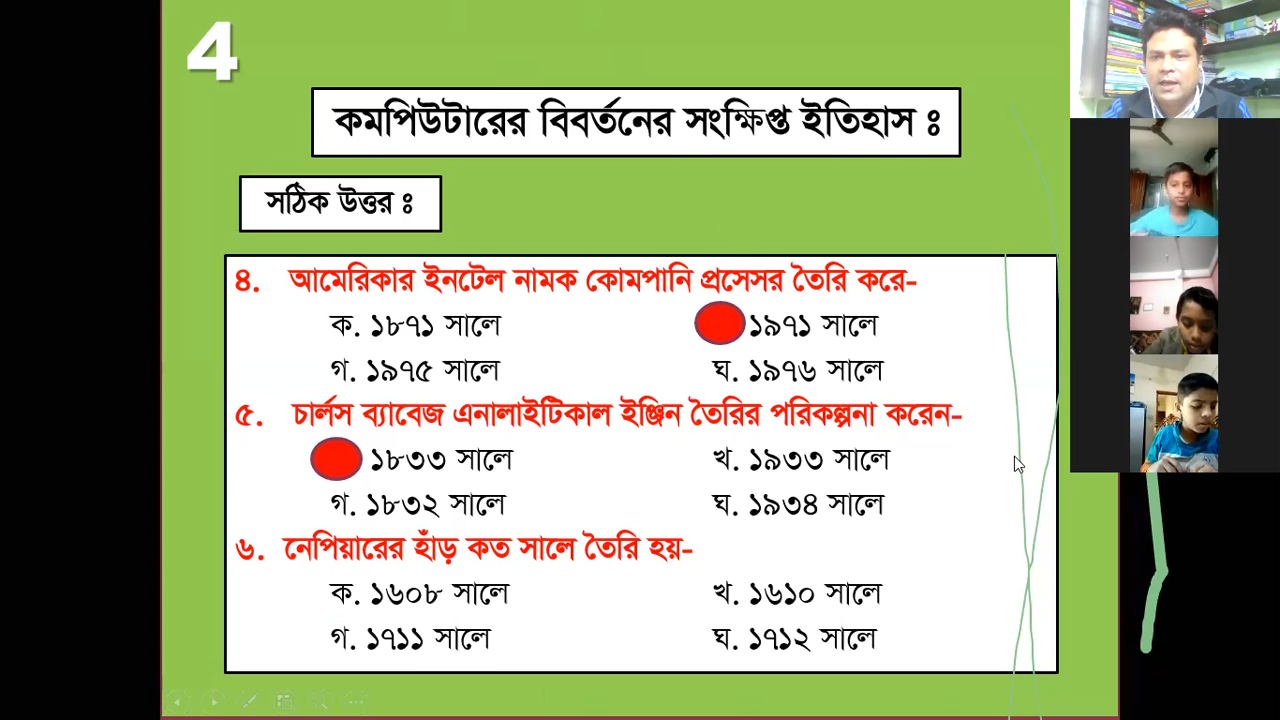 4
কমপিউটারের বিবর্তনের সংক্ষিপ্ত ইতিহাস ঃ
সঠিক উত্তর ঃ
৪. আমেরিকার ইনটেল নামক কোমপানি প্রসেসর তৈরি করে-
ক. ১৮৭১ সালে ১৯৭১ সালে
গ. ১৯৭৫ সালে ঘ. ১৯৭৬ সালে
৫. চার্লস ব্যাবেজ এনালাইটিকাল ইঞ্জিন তৈরির পরিকল্পনা করেন-
১৮৩৩ সালে খ. ১৯৩৩ সালে
গ. ১৮৩২ সালে ঘ. ১৯৩৪ সালে
৬. নেপিয়ারের হাঁড় কত সালে তৈরি হয়-
ক. ১৬০৮ সালে খ. ১৬১০ সালে
গ. ১৭১১ সালে ঘ. ১৭১২ সালে